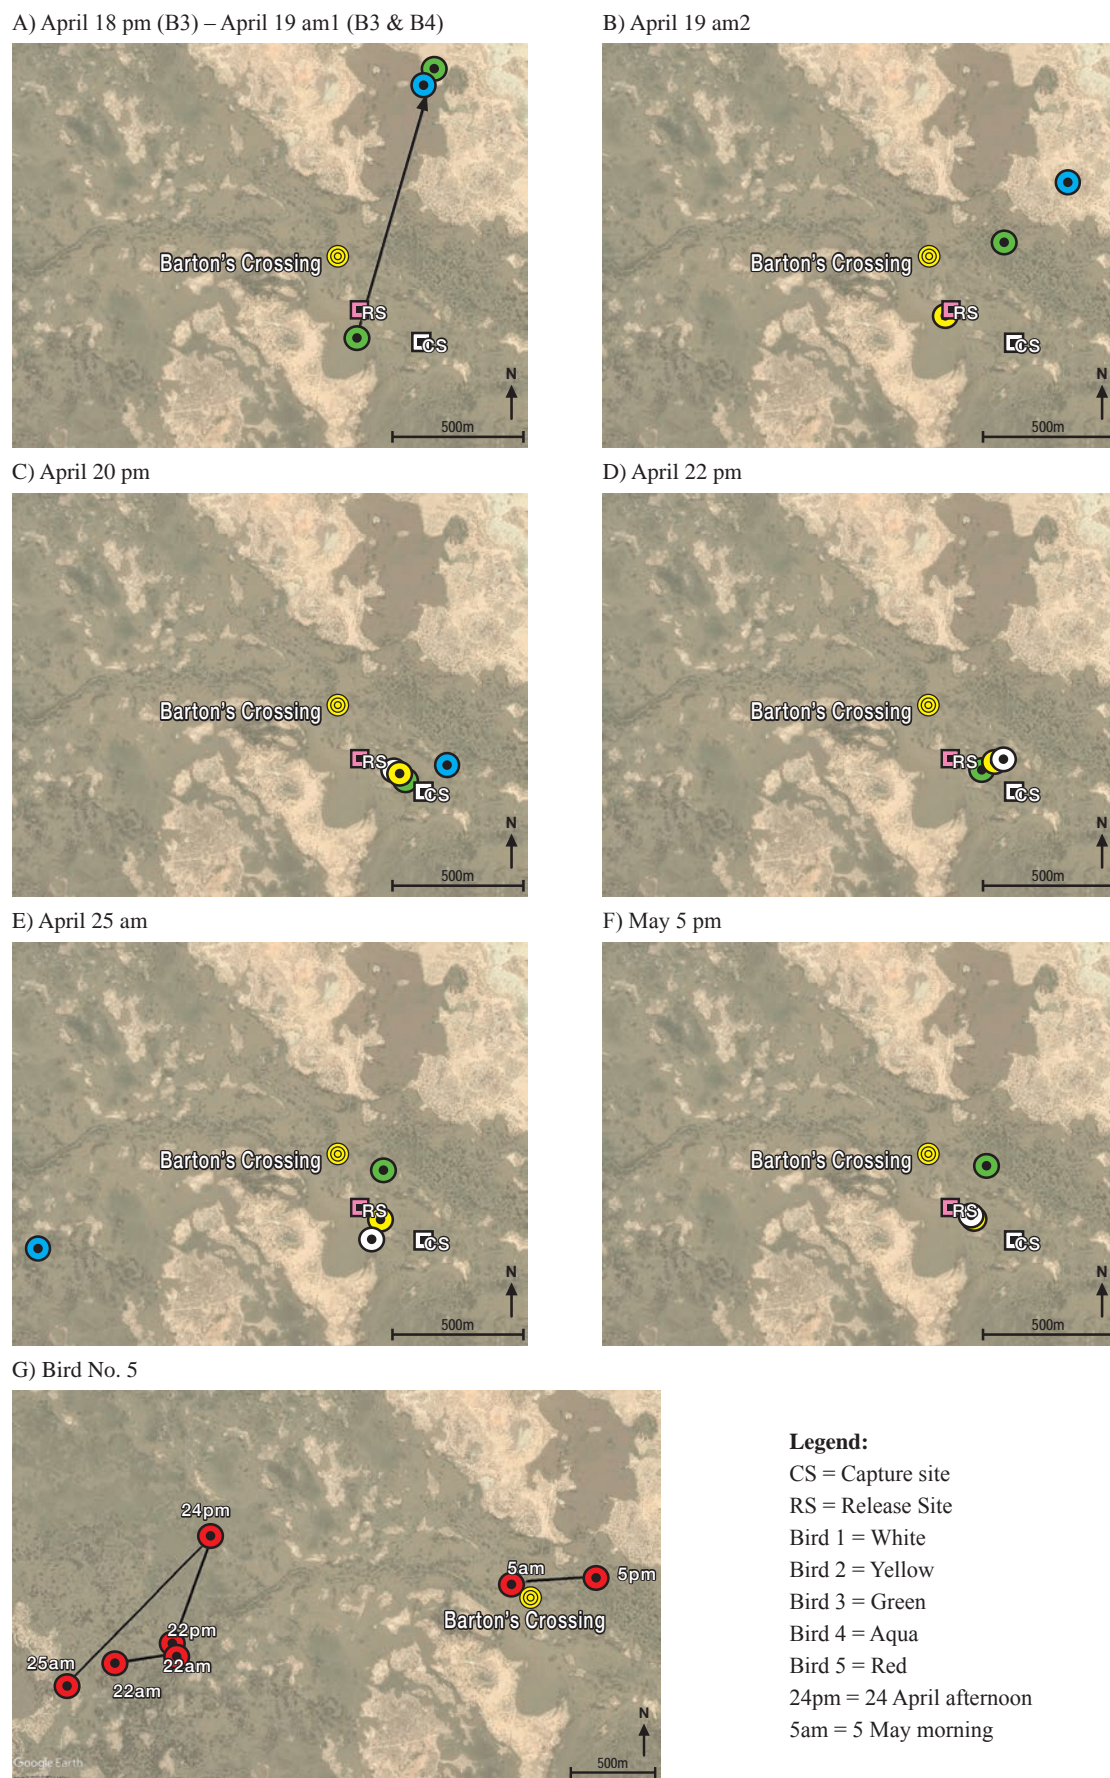 A) April 18 pm (B3) – April 19 am1 (B3 & B4)
Barton's Crossing
RS
CS
N
500m
B) April 19 am2
Barton's Crossing
RS
CS
N
500m
C) April 20 pm
Barton's Crossing
RS
CS
N
500m
D) April 22 pm
Barton's Crossing
RS
CS
N
500m
E) April 25 am
Barton's Crossing
RS
CS
N
500m
F) May 5 pm
Barton's Crossing
RS
CS
N
500m
G) Bird No. 5
24pm
5am
5pm
Barton's Crossing
22pm
25am
22am
22am
N
500m
Google Earth
Legend:
CS = Capture site
RS = Release Site
Bird 1 = White
Bird 2 = Yellow
Bird 3 = Green
Bird 4 = Aqua
Bird 5 = Red
24pm = 24 April afternoon
5am = 5 May morning